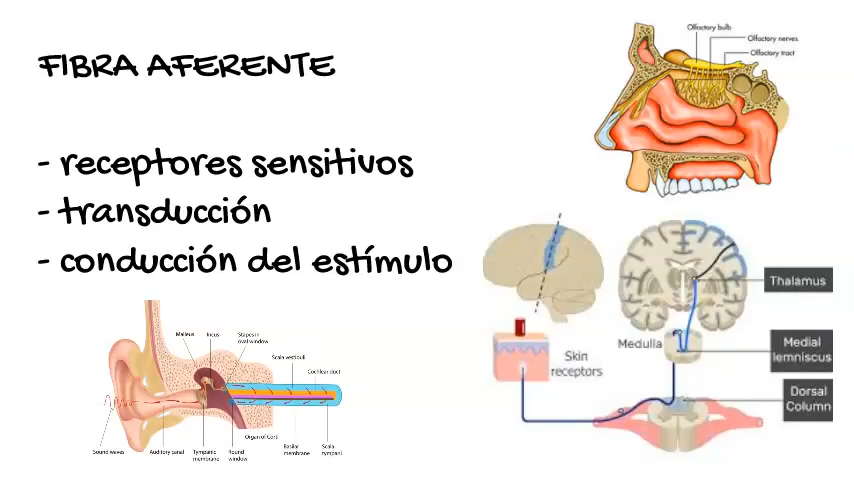 FIBRA AFERENTE
- receptores sensitivos
- transducción
- conducción del estímulo
Olfactory bulb
Olfactory nerves
Olfactory tract
Thalamus
Medulla
Medial
lemniscus
Skin
receptors
Dorsal
Column
Malleus
Incus
Stapes in
oval window
Scala vestibuli
Cochlear duct
Organ of Corti
Sound waves
Auditory canal
Tympanic
membrane
Round
window
Basilar
membrane
Scala
tympani